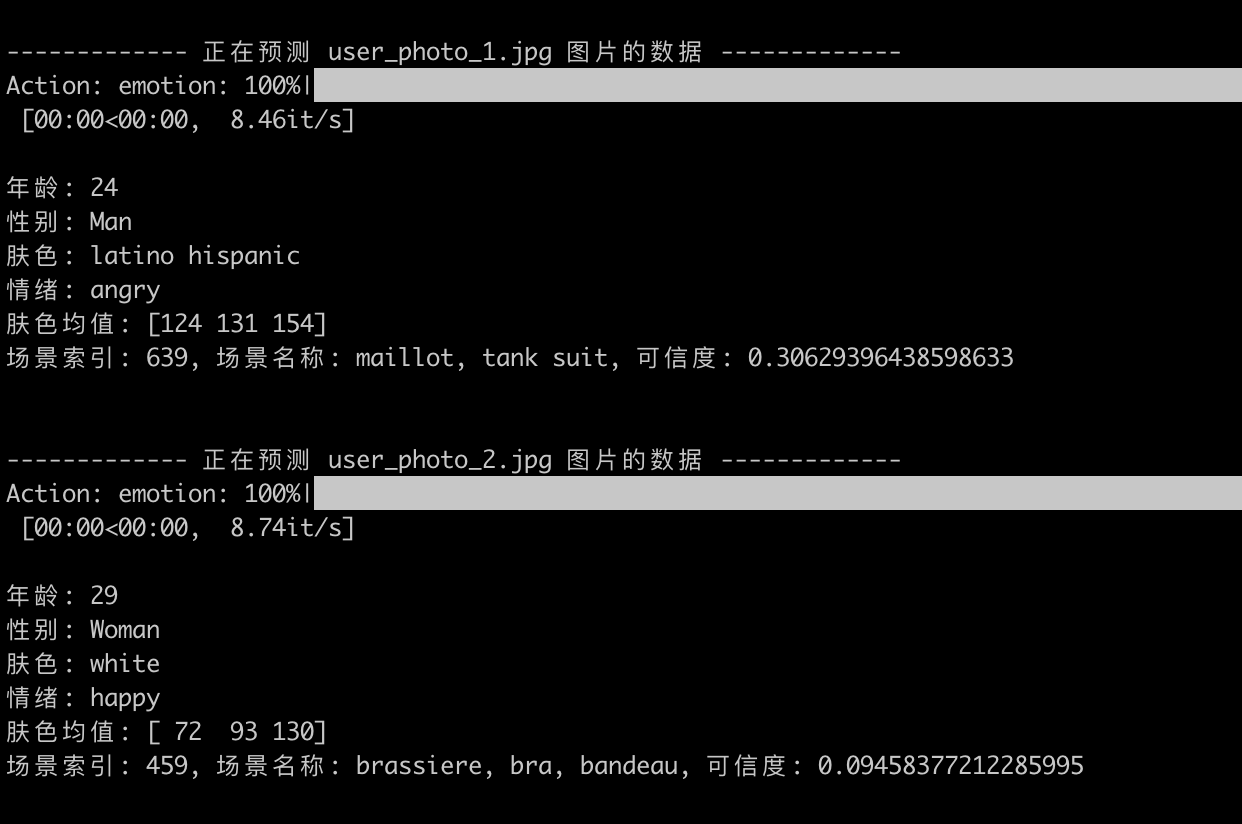 ------------- 正在预测 user_photo_1.jpg 图片的数据 -------------
Action: emotion: 100%|
[00:00<00:00,  8.46it/s]
年龄: 24
性别: Man
肤色: latino hispanic
情绪: angry
肤色均值: [124 131 154]
场景索引: 639, 场景名称: maillot, tank suit, 可信度: 0.30629396438598633
------------- 正在预测 user_photo_2.jpg 图片的数据 -------------
Action: emotion: 100%|
[00:00<00:00,  8.74it/s]
年龄: 29
性别: Woman
肤色: white
情绪: happy
肤色均值: [ 72  93 130]
场景索引: 459, 场景名称: brassiere, bra, bandeau, 可信度: 0.09458377212285995